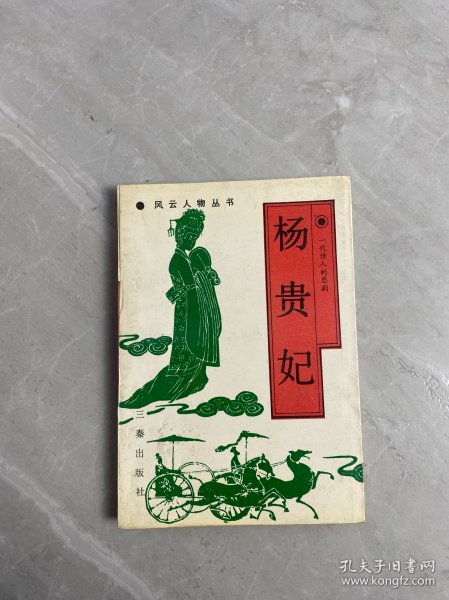 ●风云人物丛书
一代佳人的悲剧
杨贵妃
三秦出版社
孔夫子旧书网
www.kongfz.com